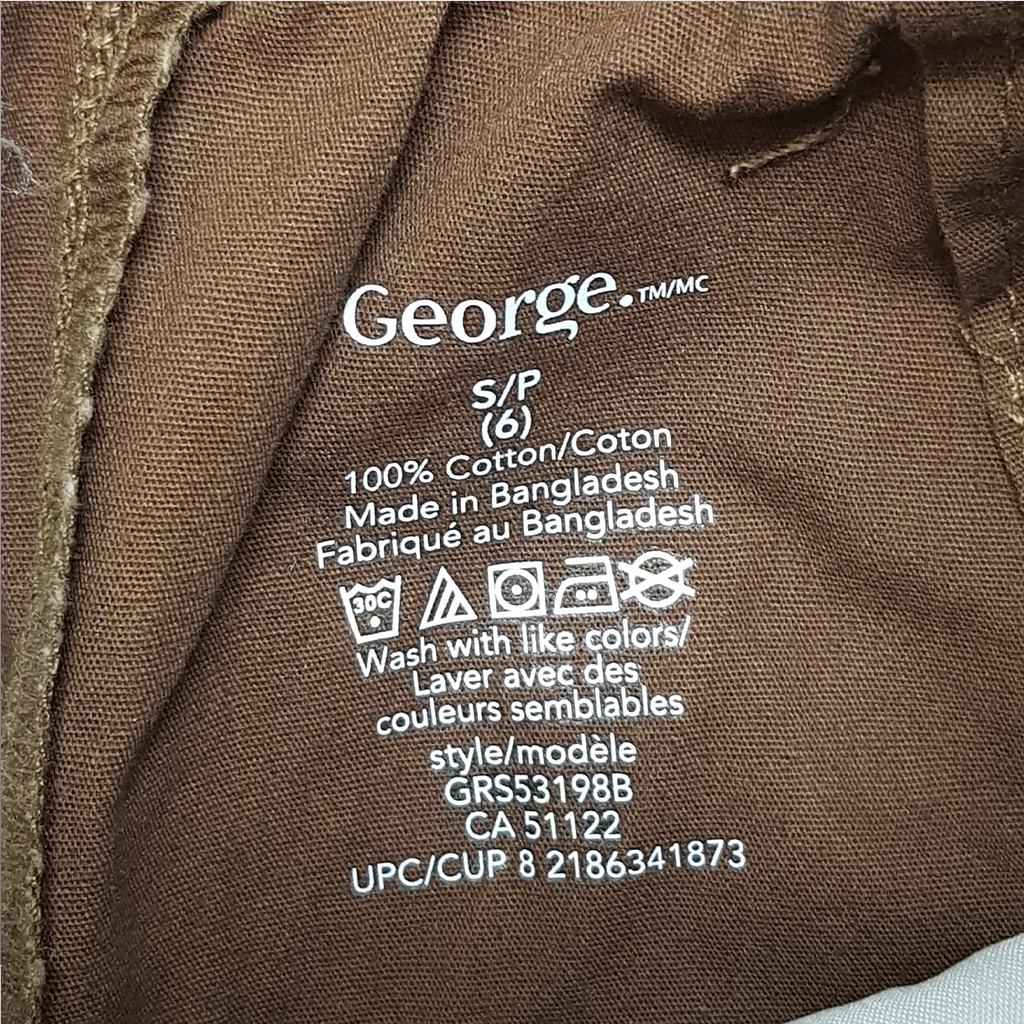 George.TM/MC
S/P
(6)
100% Cotton/Coton
Made in Bangladesh
Fabriqué au Bangladesh
30C
Wash with like colors/
Laver avec des
couleurs semblables
style/modèle
GRS53198B
CA 51122
UPC/CUP 8 2186341873